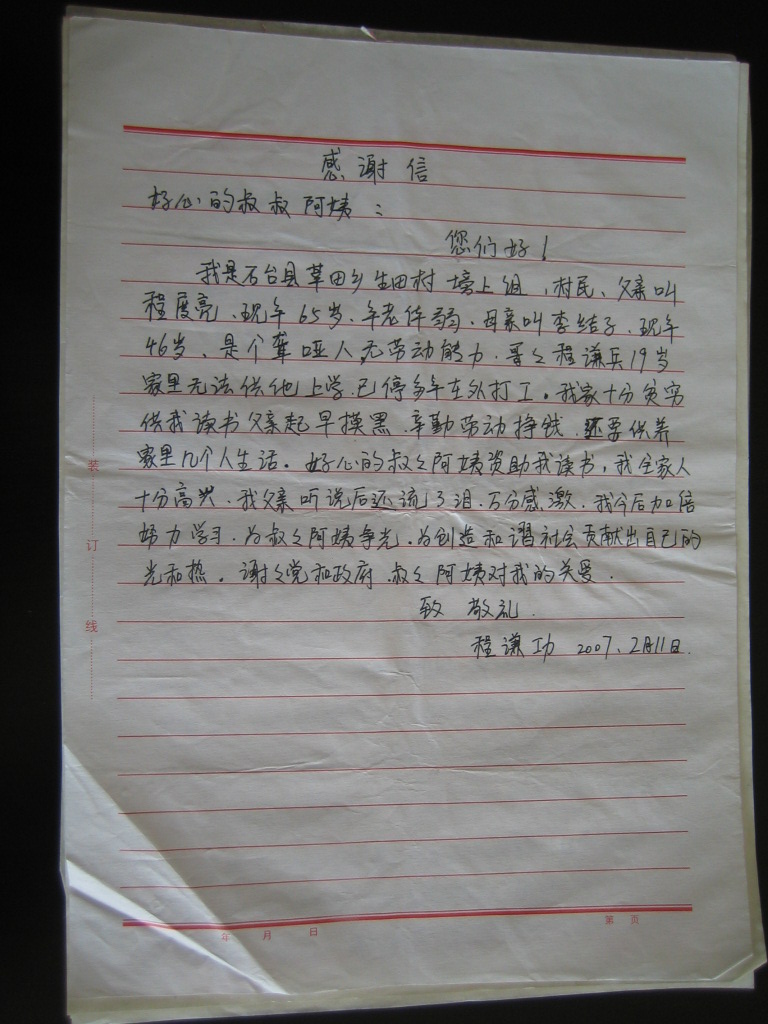 感谢信
好心的叔叔阿姨：
您们好！
我是石台县莘田乡生田村塝上组，村民、父亲叫
程度亮、现年65岁、年老体弱、母亲叫李结子、现年
46岁、是个聋哑人，无劳动能力．哥々程谦兵19岁
家里无法供他上学．已停多年在外打工。我家十分贫穷
供我读书父亲起早摸黑．辛勤劳动挣钱．还要供养
家里几个人生活。好心的叔々阿姨资助我读书，我全家人
十分高兴、我父亲听说后还流了泪、万分感激、我今后加倍
努力学习、为叔々阿姨争光．为创造和谐社会贡献出自己的
光和热。谢々党和政府．叔々阿姨对我的关爱．
致 敬礼．
程谦功 2007、2月11日．
装
订
线
年 月 日
第 页